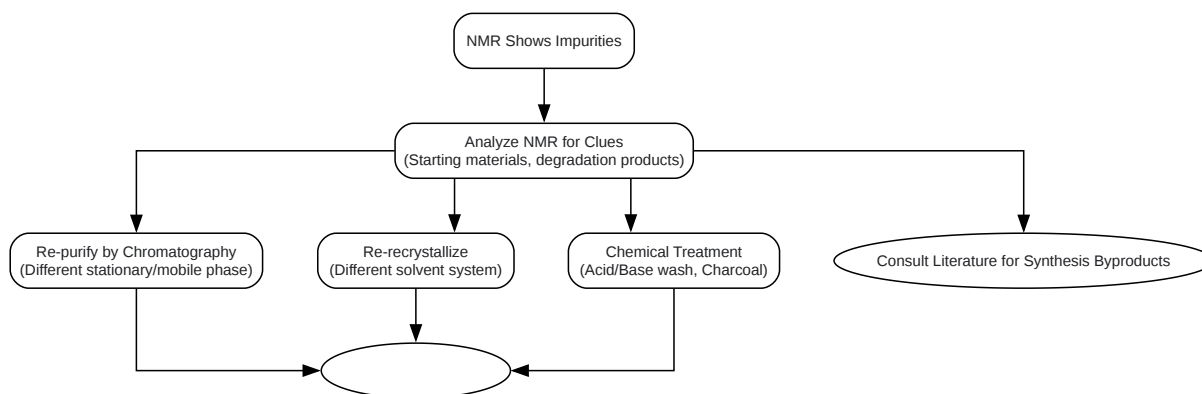 NMR Shows Impurities
Analyze NMR for Clues
(Starting materials, degradation products)
Re-purify by Chromatography
(Different stationary/mobile phase)
Re-recrystallize
(Different solvent system)
Chemical Treatment
(Acid/Base wash, Charcoal)
Consult Literature for Synthesis Byproducts